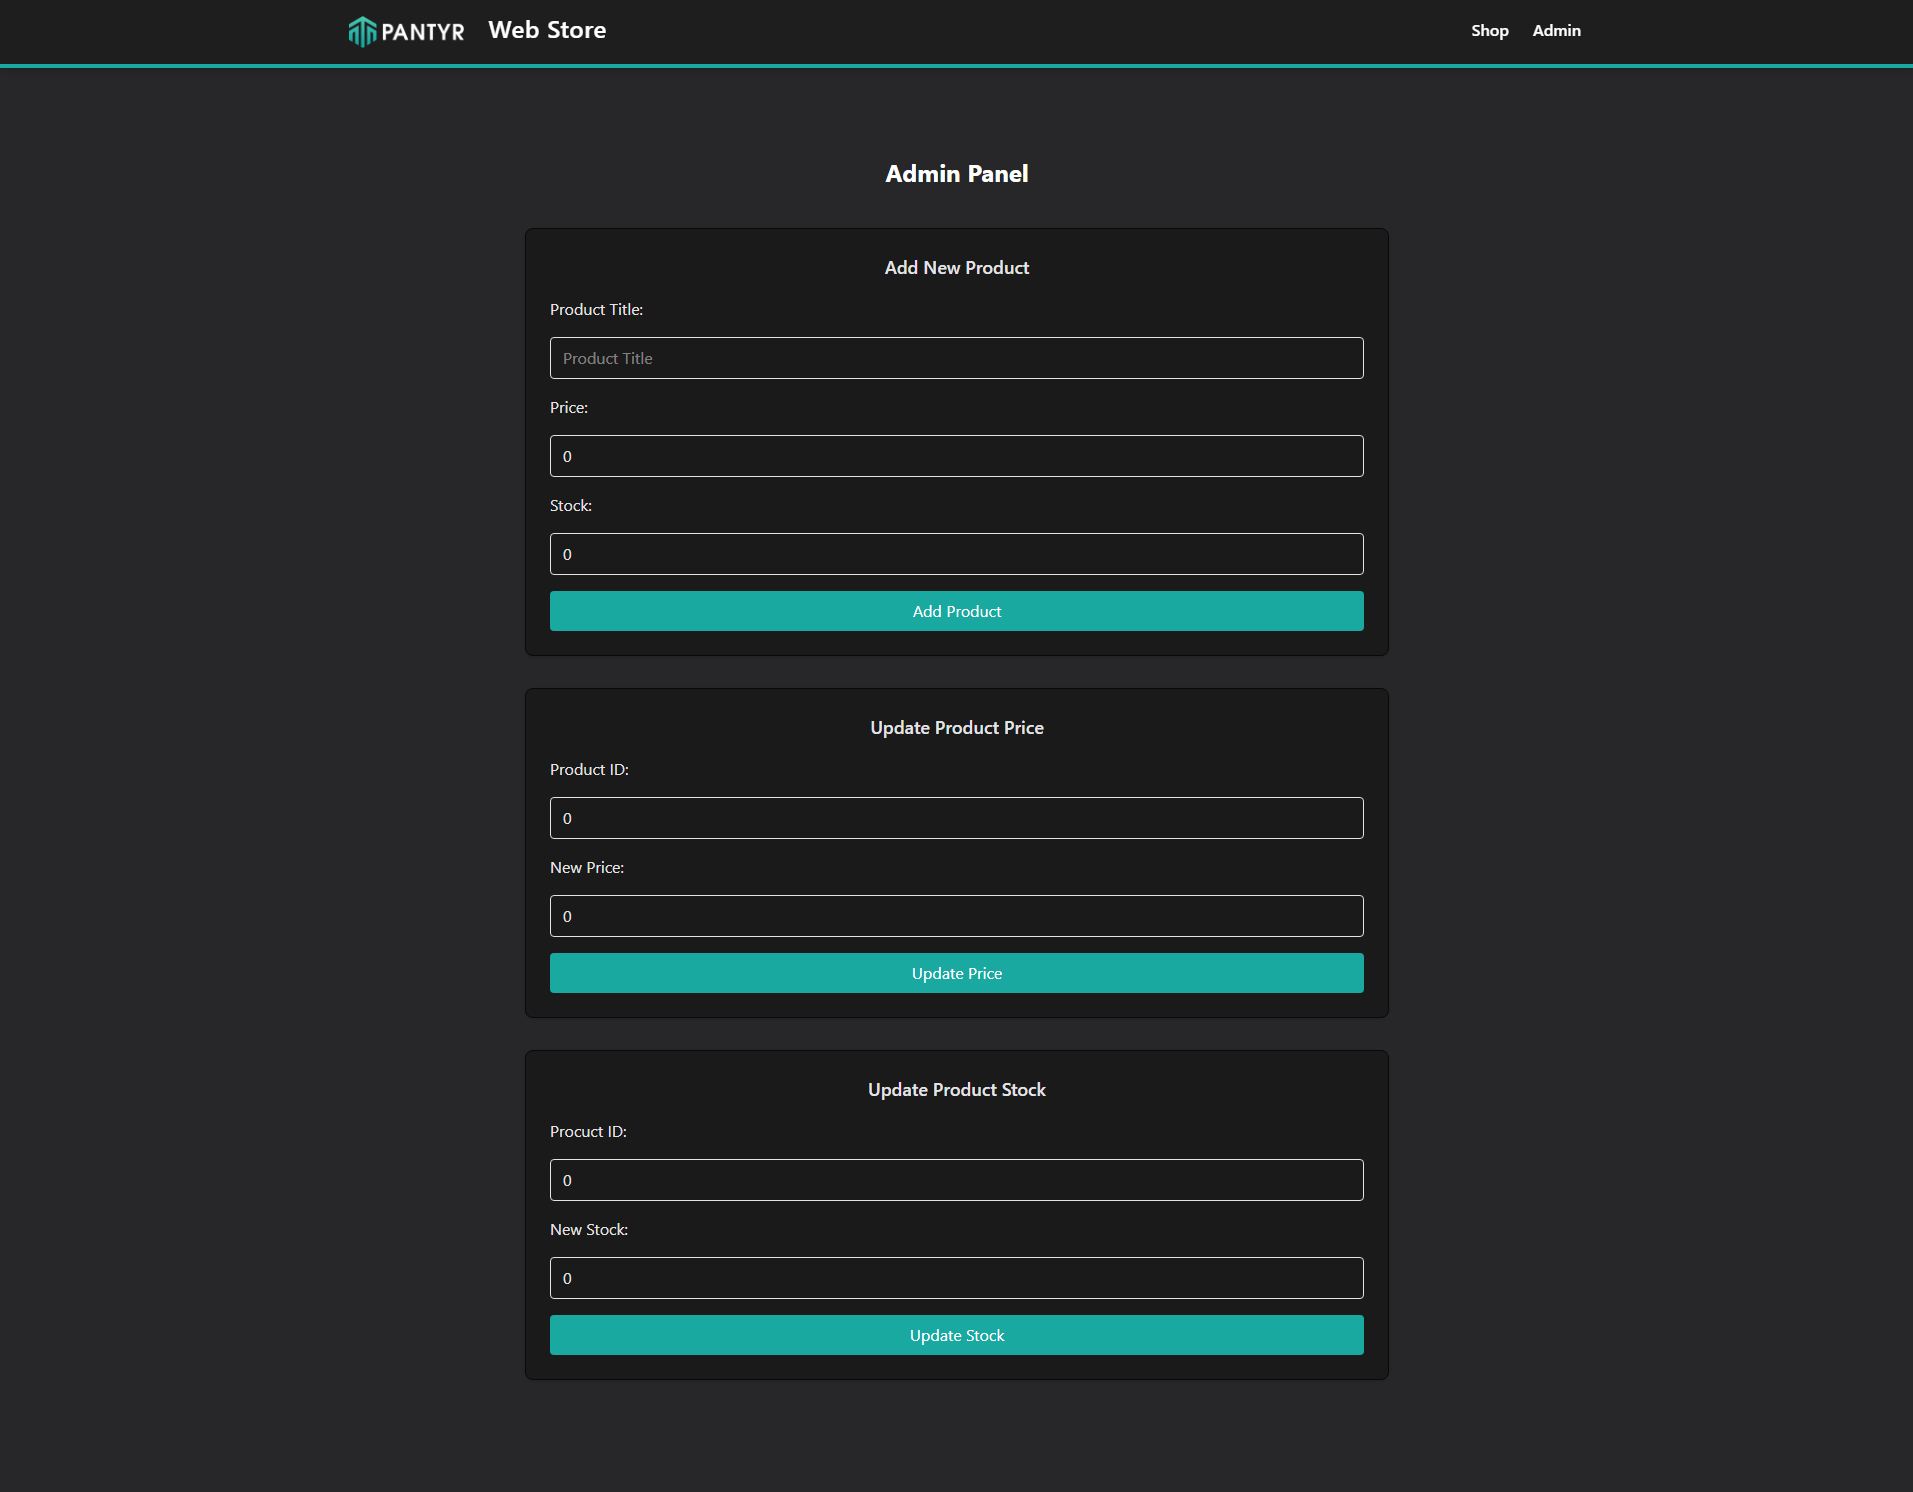 PANTYR Web Store Shop Admin
Admin Panel
Add New Product
Product Title:
Product Title
Price:
0
Stock:
0
Add Product
Update Product Price
Product ID:
0
New Price:
0
Update Price
Update Product Stock
Procuct ID:
0
New Stock:
0
Update Stock